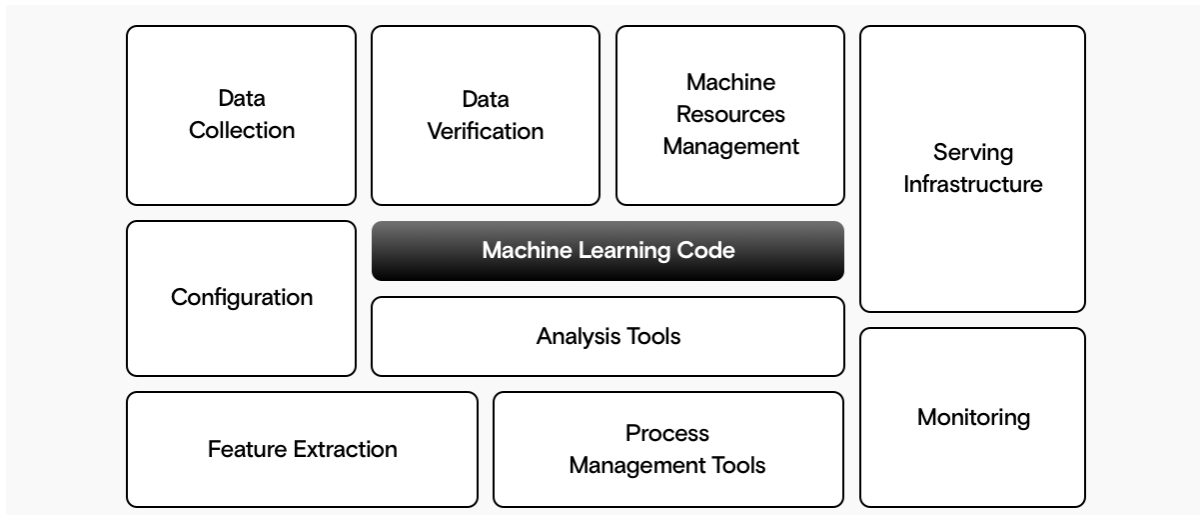 Data
Collection
Data
Verification
Machine
Resources
Management
Serving
Infrastructure
Configuration
Machine Learning Code
Analysis Tools
Feature Extraction
Process
Management Tools
Monitoring